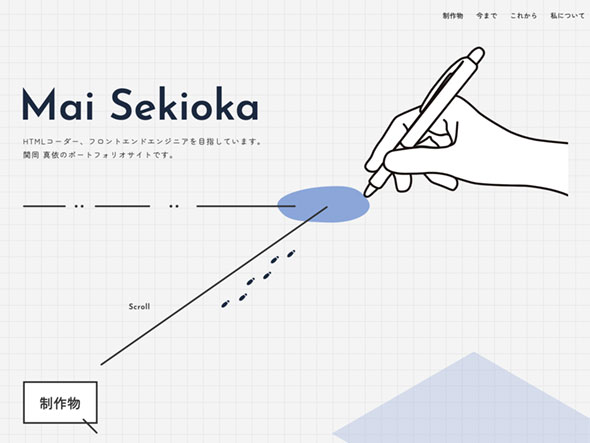 制作物 今まで これから 私について
Mai Sekioka
HTMLコーダー、フロントエンドエンジニアを目指しています。
関岡 真依のポートフォリオサイトです。
Scroll
制作物